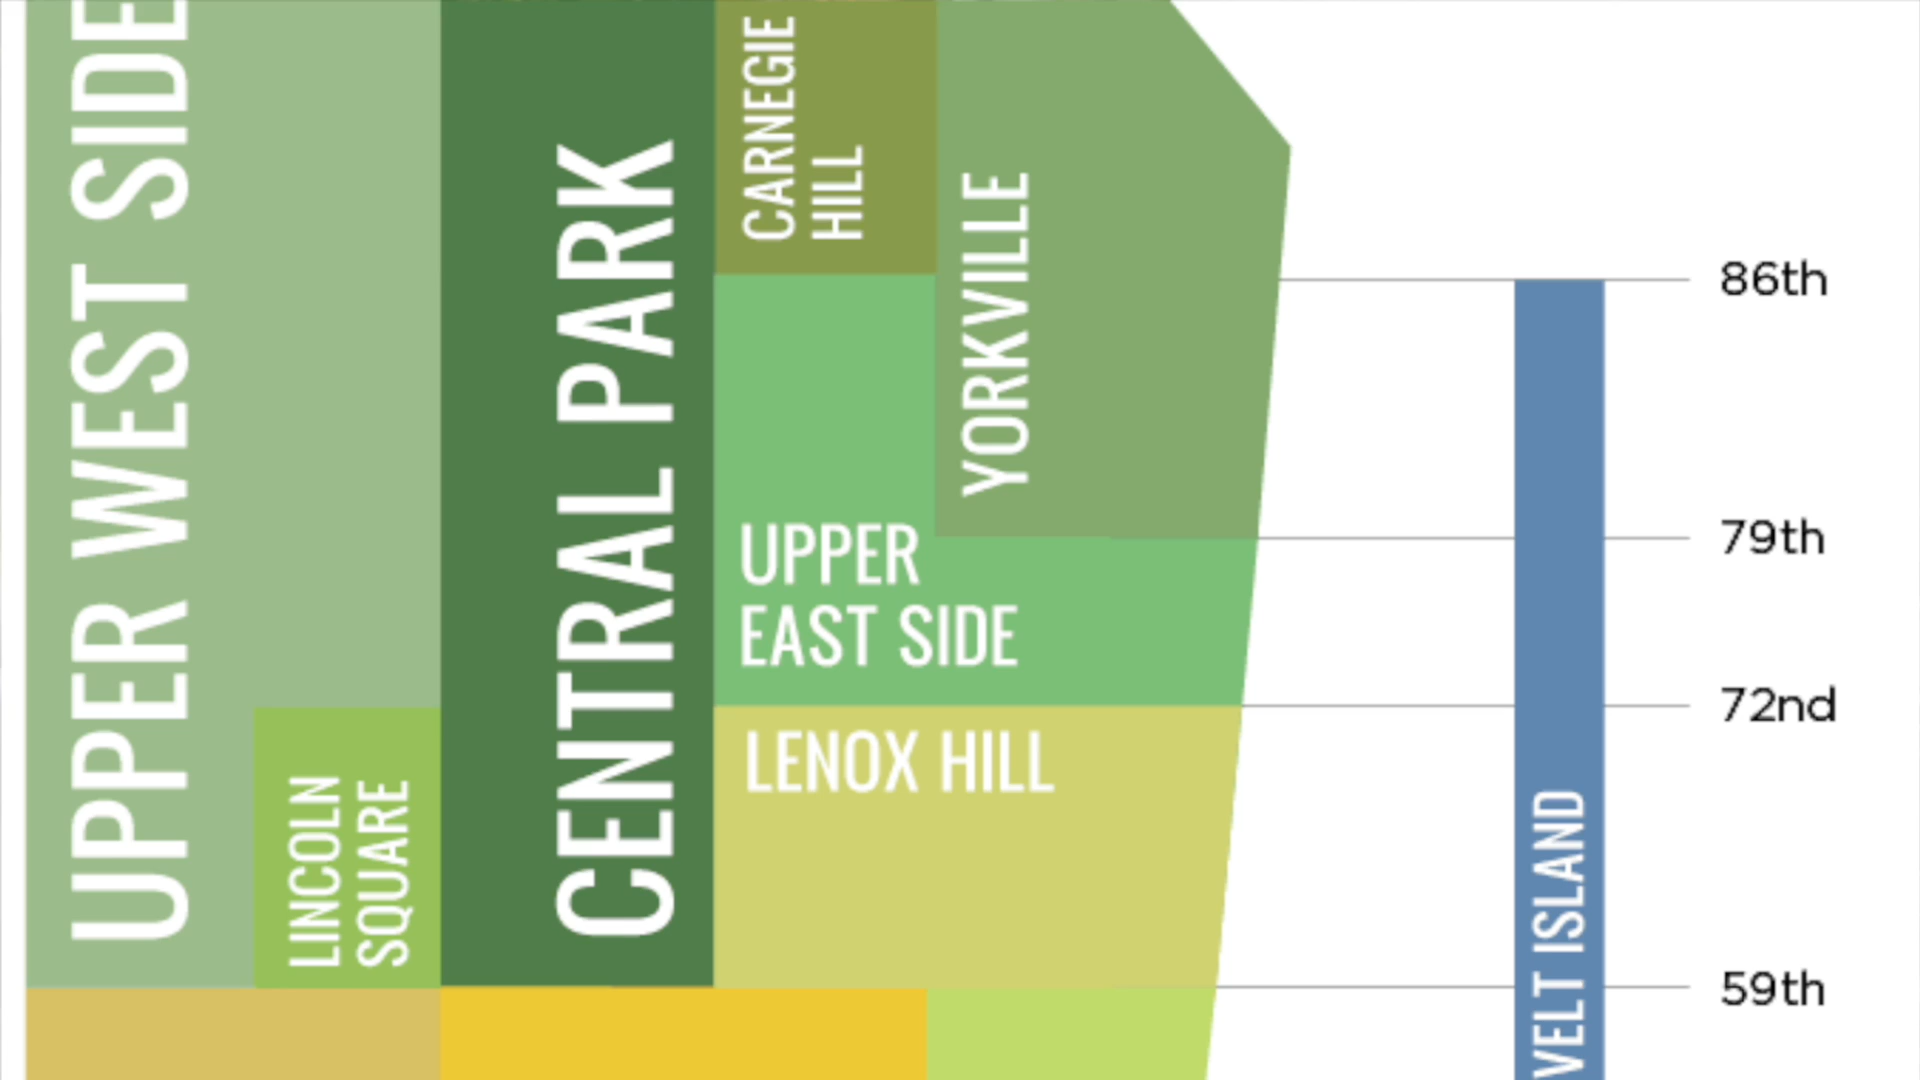 UPPER WEST SIDE
LINCOLN
SQUARE
CENTRAL PARK
CARNEGIE
HILL
YORKVILLE
UPPER
EAST SIDE
LENOX HILL
86th
79th
72nd
59th
VELT ISLAND